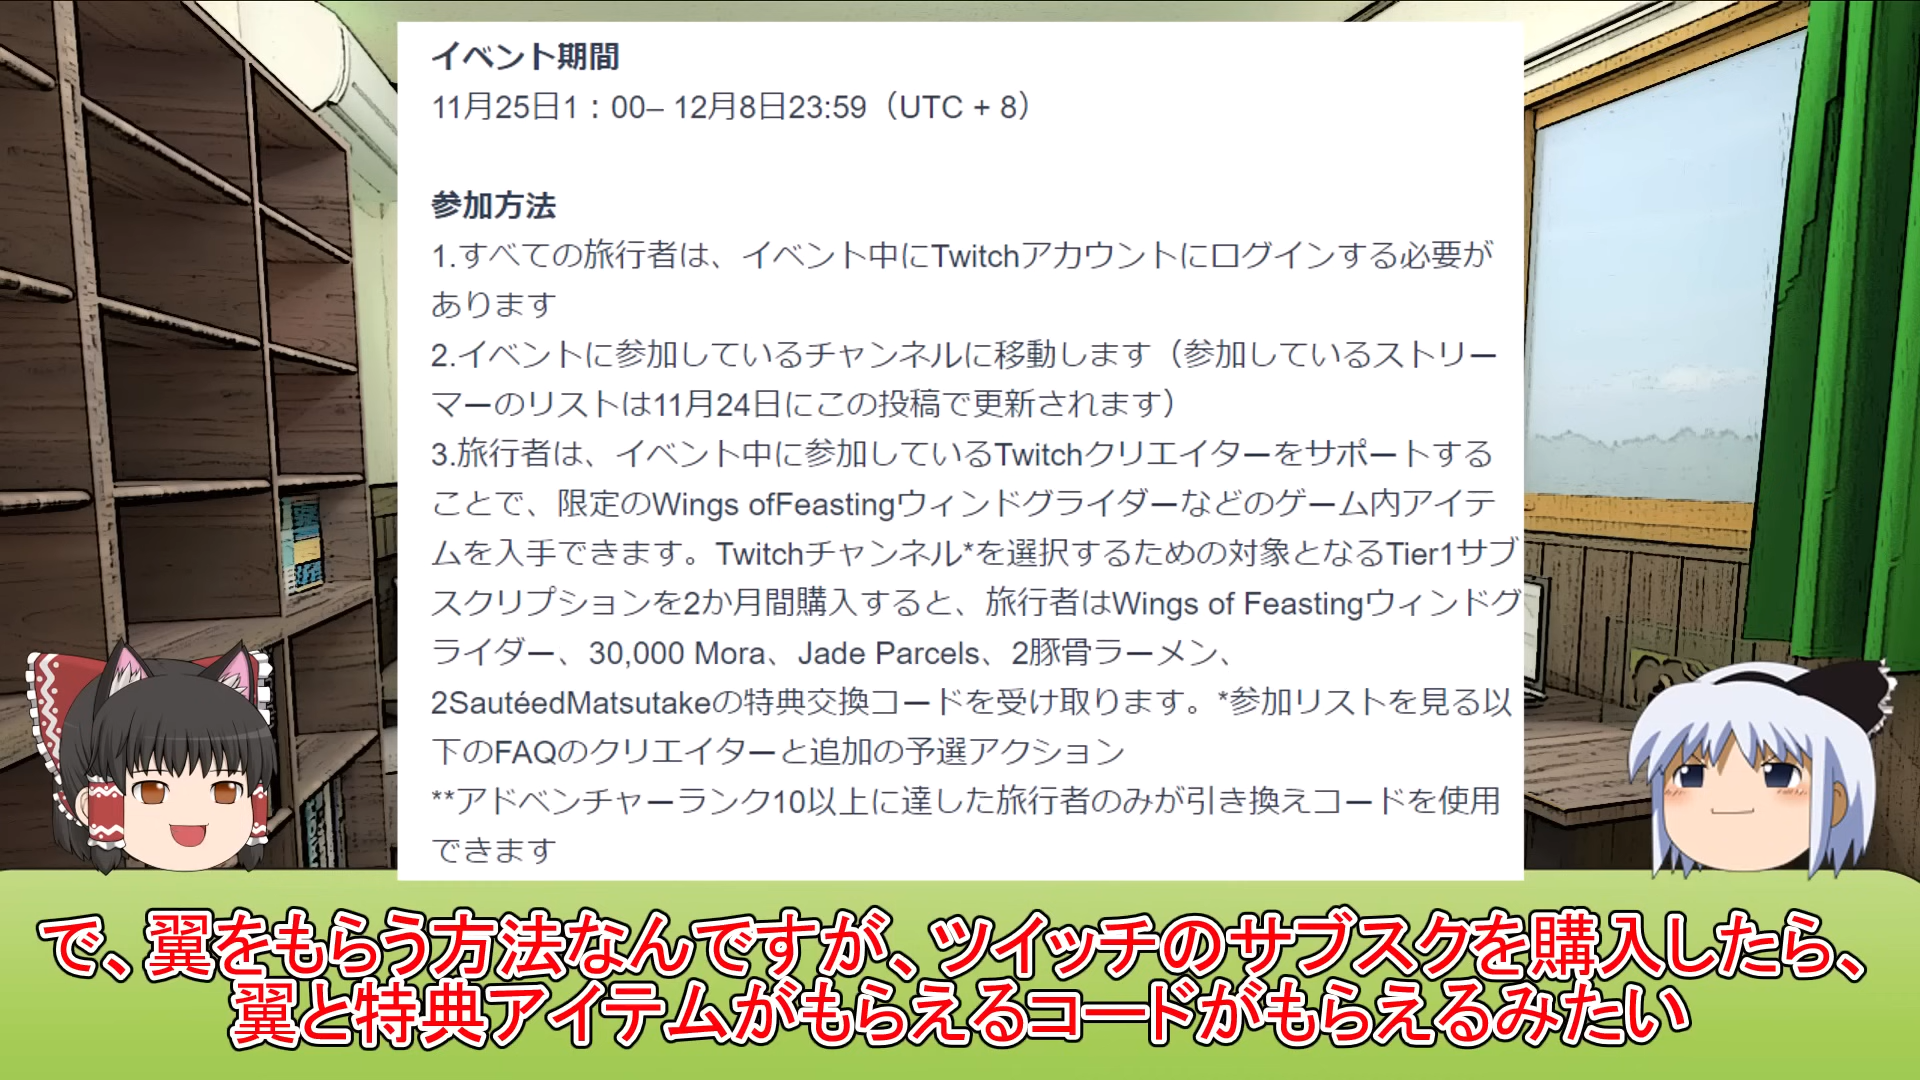 イベント期間
11月25日1：00– 12月8日23:59（UTC + 8）
参加方法
1.すべての旅行者は、イベント中にTwitchアカウントにログインする必要が
あります
2.イベントに参加しているチャンネルに移動します（参加しているストリー
マーのリストは11月24日にこの投稿で更新されます）
3.旅行者は、イベント中に参加しているTwitchクリエイターをサポートする
ことで、限定のWings ofFeastingウィンドグライダーなどのゲーム内アイテ
ムを入手できます。Twitchチャンネル*を選択するための対象となるTier1サブ
スクリプションを2か月間購入すると、旅行者はWings of Feastingウィンドグ
ライダー、30,000 Mora、Jade Parcels、2豚骨ラーメン、
2SautéedMatsutakeの特典交換コードを受け取ります。*参加リストを見る以
下のFAQのクリエイターと追加の予選アクション
**アドベンチャーランク10以上に達した旅行者のみが引き換えコードを使用
できます
で、翼をもらう方法なんですが、ツイッチのサブスクを購入したら、
翼と特典アイテムがもらえるコードがもらえるみたい